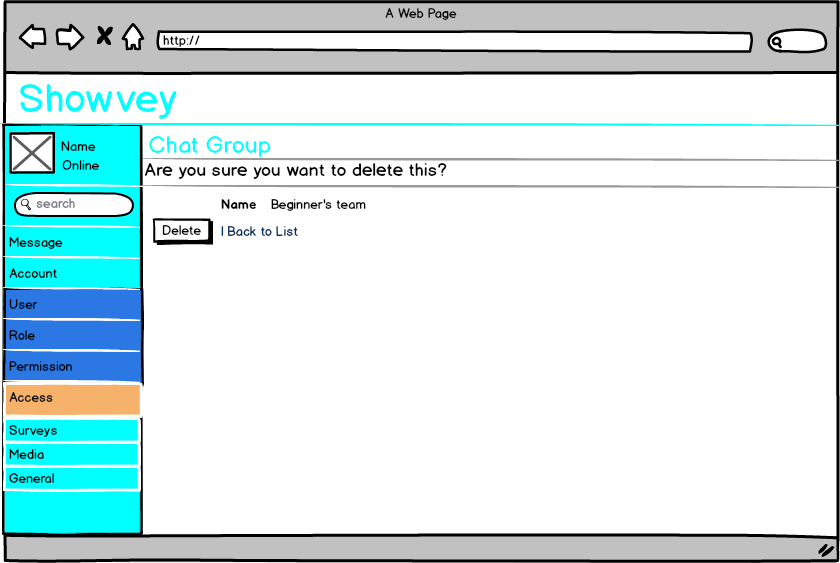 A Web Page
http://
Showvey
Name
Online
search
Message
Account
User
Role
Permission
Access
Surveys
Media
General
Chat Group
Are you sure you want to delete this?
Name Beginner's team
Delete | Back to List